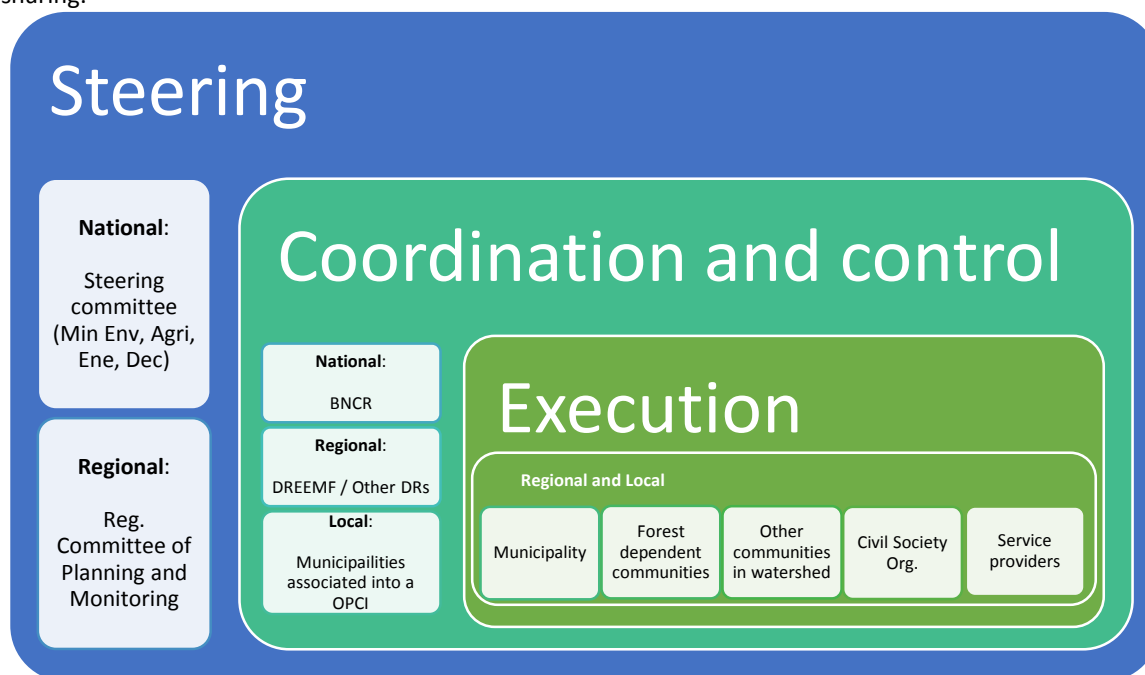 sharing.
Steering
National:
Steering
committee
(Min Env, Agri,
Ene, Dec)
Regional:
Reg.
Committee of
Planning and
Monitoring
Coordination and control
National:
BNCR
Regional:
DREEMF / Other DRs
Local:
Municipailities
associated into a
OPCI
Execution
Regional and Local
Municipality
Forest
dependent
communities
Other
communities
in watershed
Civil Society
Org.
Service
providers